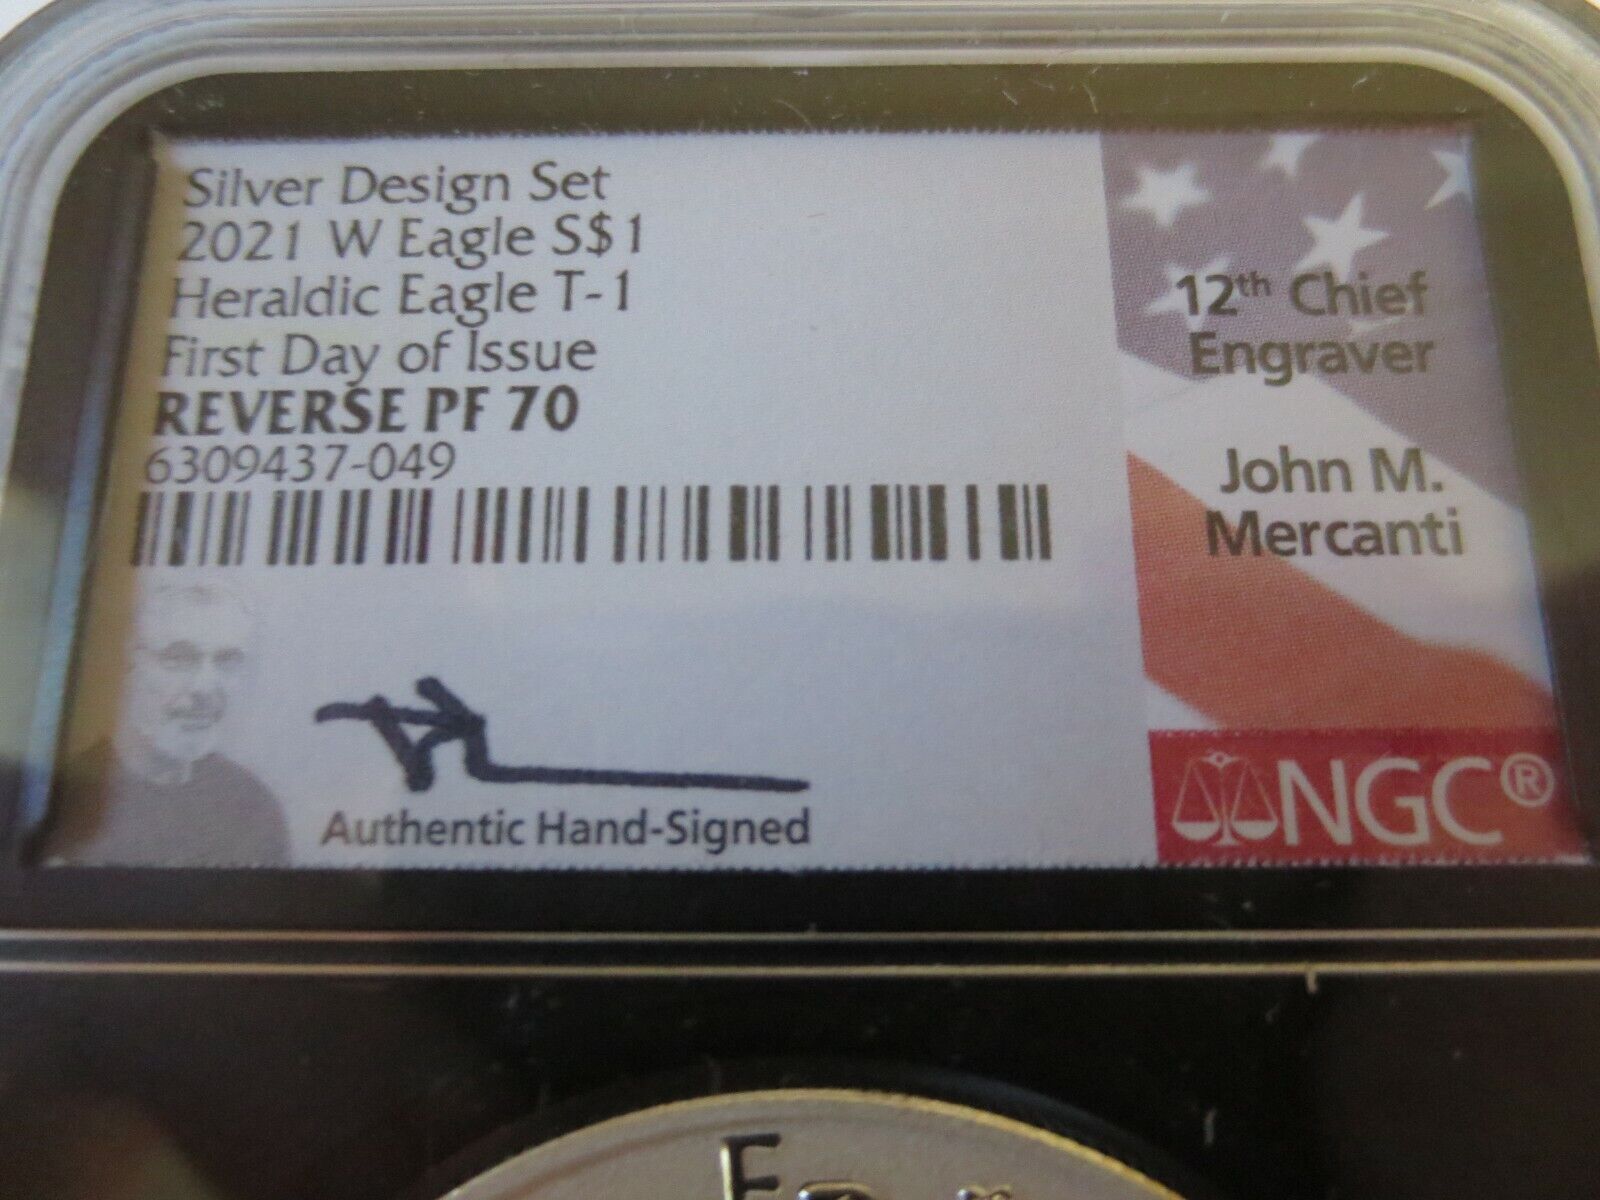 Silver Design Set
2021 W Eagle S$1
Heraldic Eagle T-1
First Day of Issue
REVERSE PF 70
6309437-049
12th Chief
Engraver
John M.
Mercanti
Authentic Hand-Signed
NGC®